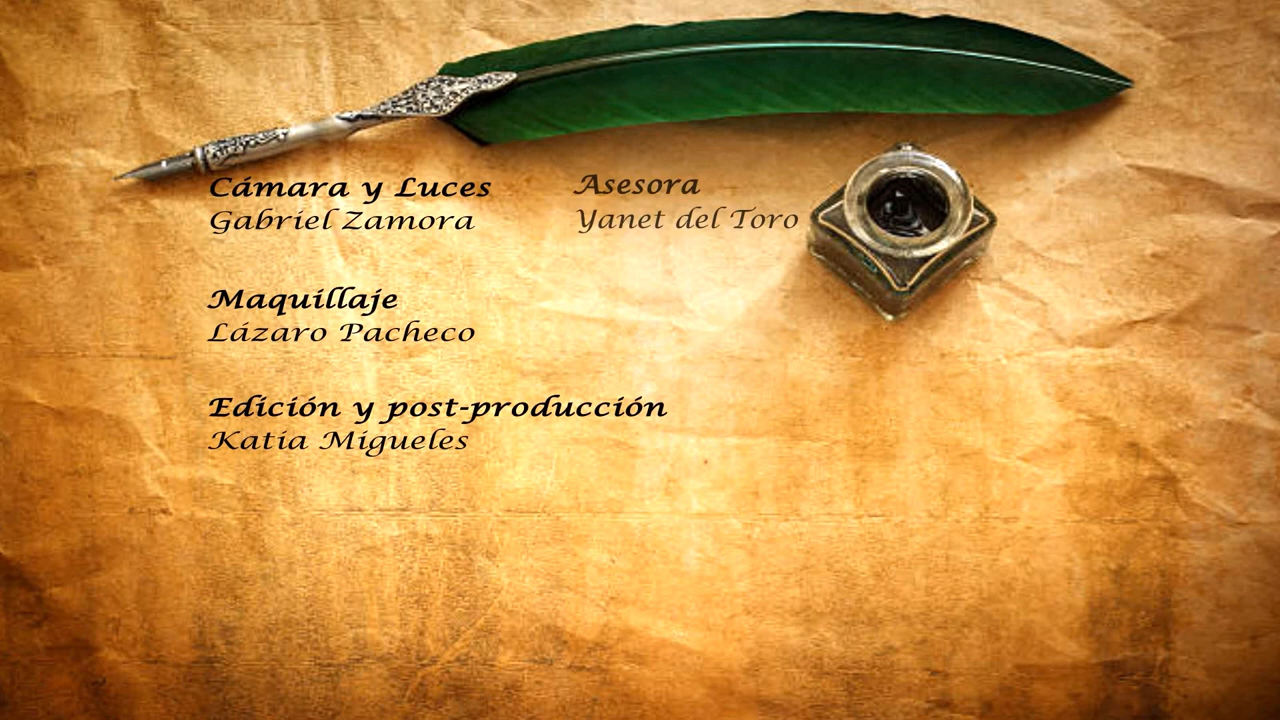 Cámara y Luces
Gabriel Zamora
Maquillaje
Lázaro Pacheco
Edición y post-producción
Katia Migueles
Asesora
Yanet del Toro